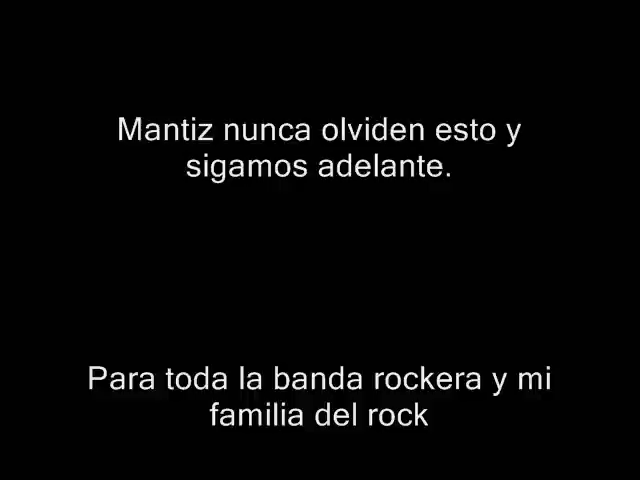 Mantiz nunca olviden esto y
sigamos adelante.
Para toda la banda rockera y mi
familia del rock